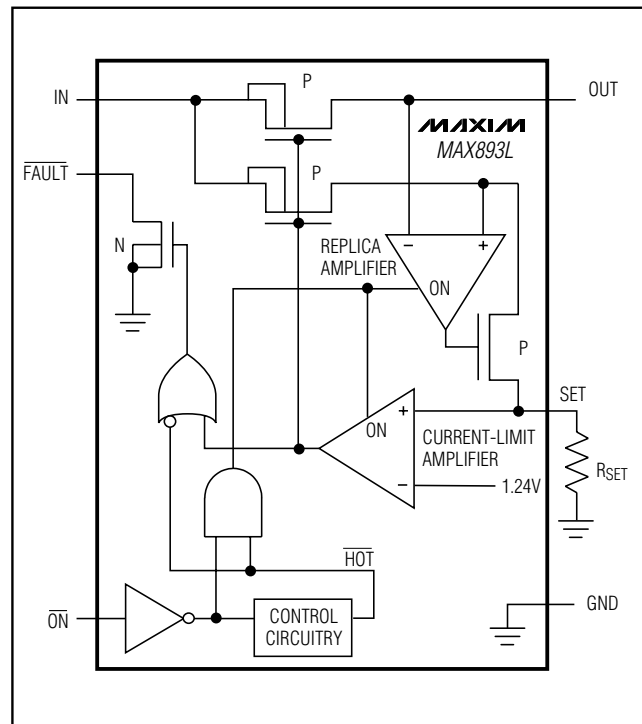 P
IN
OUT
MAXIM
MAX893L
FAULT
P
−
+
N
REPLICA
AMPLIFIER
ON
P
SET
+
ON
CURRENT-LIMIT
AMPLIFIER
RSET
−
1.24V
HOT
ON
CONTROL
CIRCUITRY
GND